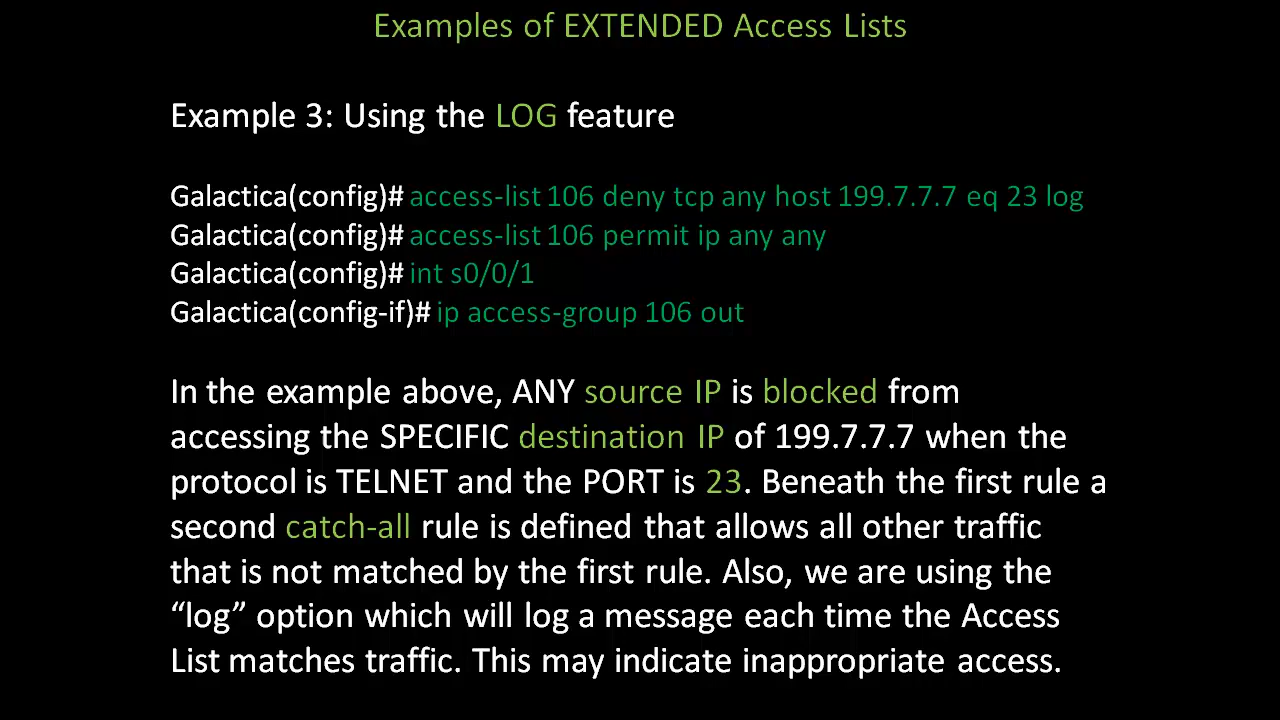 Examples of EXTENDED Access Lists
Example 3: Using the LOG feature
Galactica(config)# access-list 106 deny tcp any host 199.7.7.7 eq 23 log
Galactica(config)# access-list 106 permit ip any any
Galactica(config)# int s0/0/1
Galactica(config-if)# ip access-group 106 out
In the example above, ANY source IP is blocked from
accessing the SPECIFIC destination IP of 199.7.7.7 when the
protocol is TELNET and the PORT is 23. Beneath the first rule a
second catch-all rule is defined that allows all other traffic
that is not matched by the first rule. Also, we are using the
“log” option which will log a message each time the Access
List matches traffic. This may indicate inappropriate access.